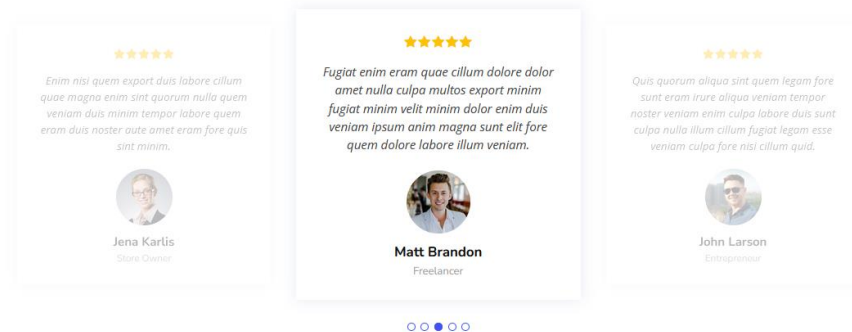 Enim nisi quem export duis labore cillum
quae magna enim sint quorum nulla quem
veniam duis minim tempor labore quem
eram duis noster aute amet eram fore quis
sint minim.
Jena Karlis
Store Owner
Fugiat enim eram quae cillum dolore dolor
amet nulla culpa multos export minim
fugiat minim velit minim dolor enim duis
veniam ipsum anim magna sunt elit fore
quem dolore labore illum veniam.
Matt Brandon
Freelancer
Quis quorum aliqua sint quem legam fore
sunt eram irure aliqua veniam tempor
noster veniam enim culpa labore duis sunt
culpa nulla illum cillum fugiat legam esse
veniam culpa fore nisi cillum quid.
John Larson
Entrepreneur